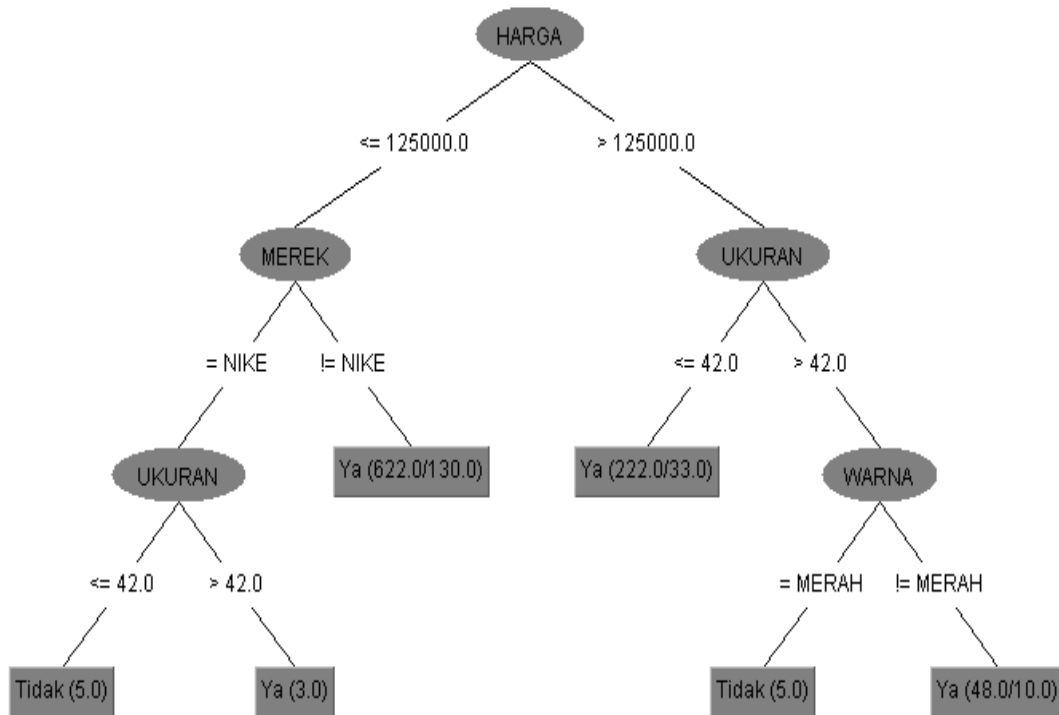 HARGA
<= 125000.0
> 125000.0
MEREK
UKURAN
= NIKE
!= NIKE
<= 42.0
> 42.0
UKURAN
Ya (622.0/130.0)
Ya (222.0/33.0)
WARNA
<= 42.0
> 42.0
= MERAH
!= MERAH
Tidak (5.0)
Ya (3.0)
Tidak (5.0)
Ya (48.0/10.0)